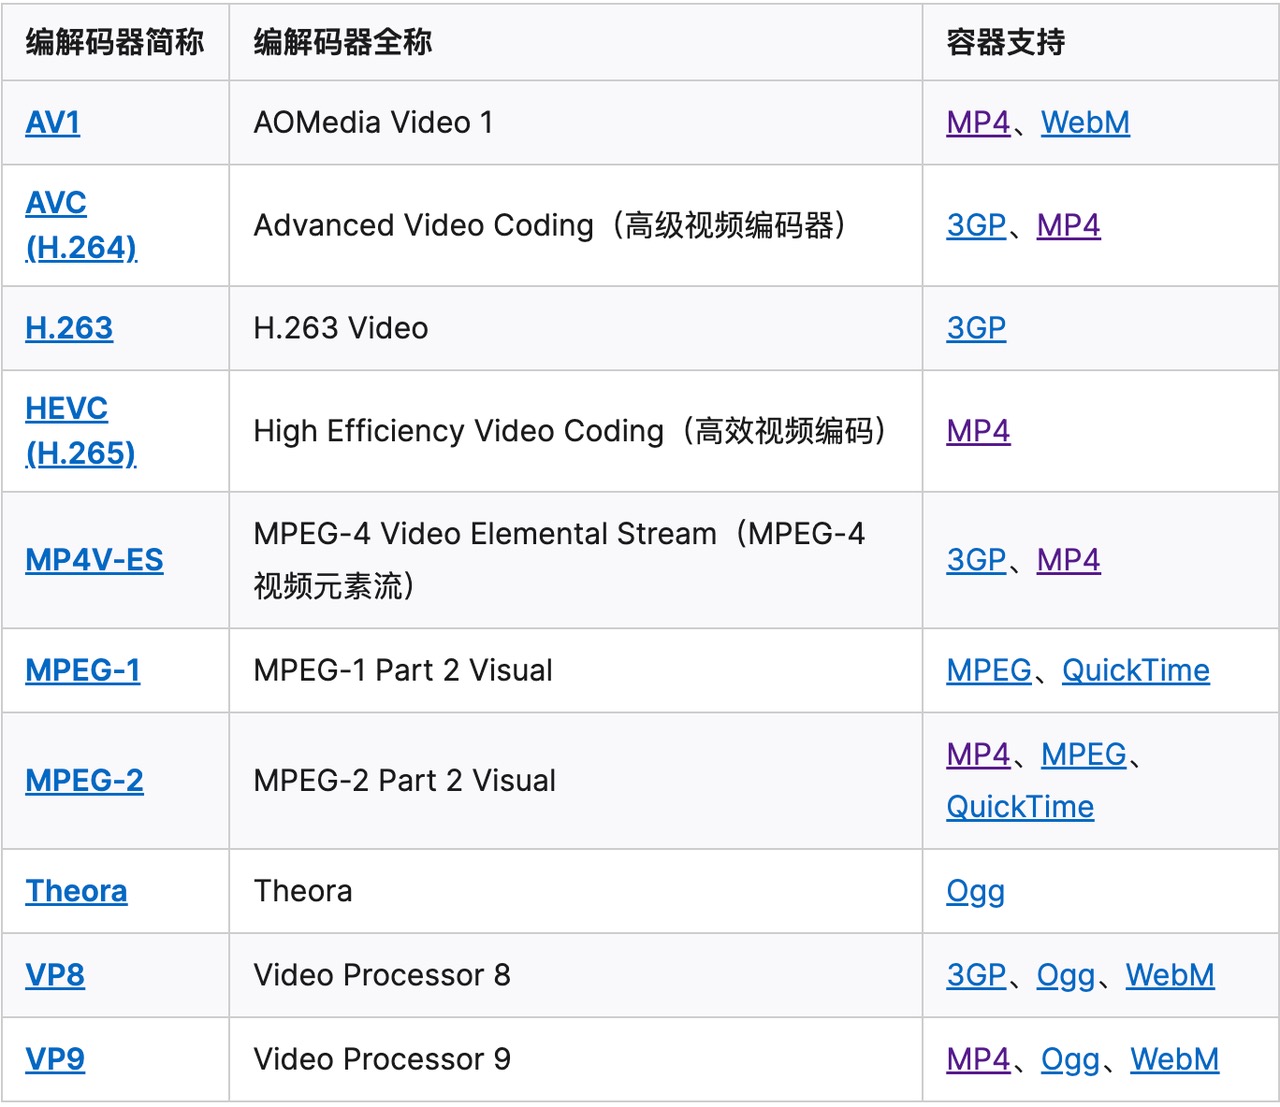 编解码器简称 编解码器全称 容器支持
AV1 AOMedia Video 1 MP4、WebM
AVC
(H.264) Advanced Video Coding（高级视频编码器） 3GP、MP4
H.263 H.263 Video 3GP
HEVC
(H.265) High Efficiency Video Coding（高效视频编码） MP4
MP4V-ES MPEG-4 Video Elemental Stream（MPEG-4
视频元素流） 3GP、MP4
MPEG-1 MPEG-1 Part 2 Visual MPEG、QuickTime
MPEG-2 MPEG-2 Part 2 Visual MP4、MPEG、
QuickTime
Theora Theora Ogg
VP8 Video Processor 8 3GP、Ogg、WebM
VP9 Video Processor 9 MP4、Ogg、WebM